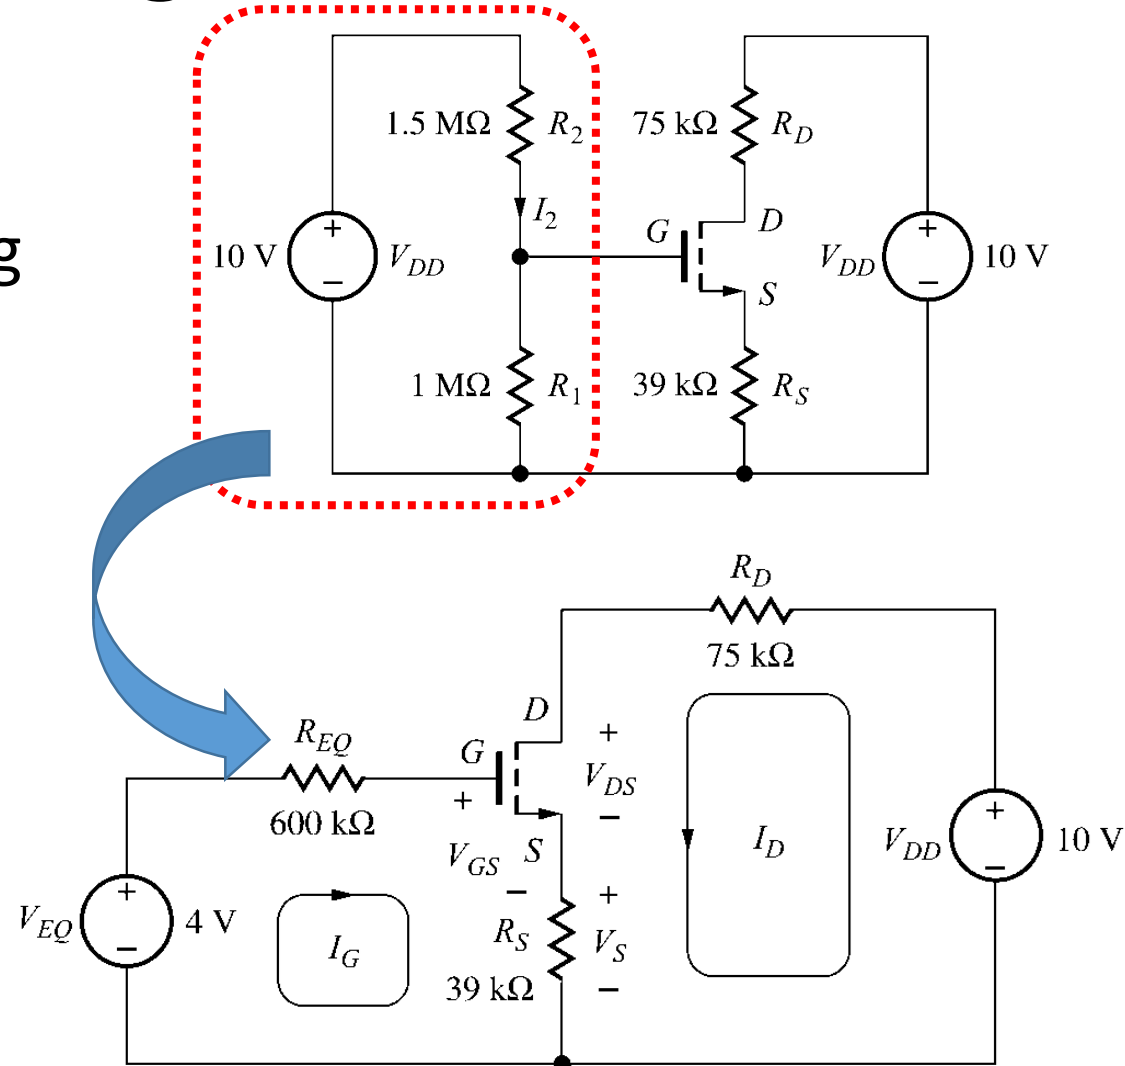 g
1.5 MΩ R2 75 kΩ RD
I2
G D
10 V + − VDD VDD + − 10 V
S
1 MΩ R1 39 kΩ RS
RD
75 kΩ
D
REQ G + VDS −
600 kΩ + VGS − S
ID
VDD + − 10 V
VEQ + − 4 V
IG
RS + VS −
39 kΩ